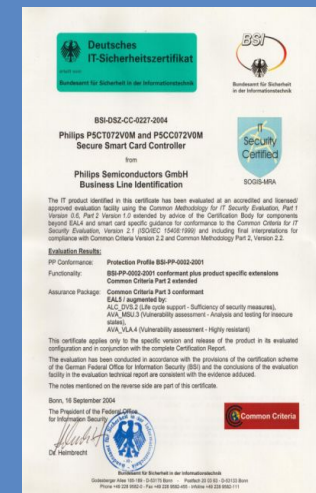 Deutsches
IT-Sicherheitszertifikat
Bundesamt für Sicherheit in der Informationstechnik
BSI
Bundesamt für Sicherheit
in der Informationstechnik
BSI-DSZ-CC-0227-2004
Philips P5CT072V0M and P5CC072V0M
Secure Smart Card Controller
from
Philips Semiconductors GmbH
Business Line Identification
IT
Security
Certified
SOGIS-MRA
The IT product identified in this certificate has been evaluated at an accredited and licensed/
approved evaluation facility using the Common Methodology for IT Security Evaluation, Part 1
Version 0.6, Part 2 Version 1.0 extended by advice of the Certification Body for components
beyond EAL4 and smart card specific guidance for conformance to the Common Criteria for IT
Security Evaluation, Version 2.1 (ISO/IEC 15408:1999) and including final interpretations for
compliance with Common Criteria Version 2.2 and Common Methodology Part 2, Version 2.2.
Evaluation Results:
PP Conformance: Protection Profile BSI-PP-0002-2001
Functionality: BSI-PP-0002-2001 conformant plus product specific extensions
Common Criteria Part 2 extended
Assurance Package: Common Criteria Part 3 conformant
EAL5 / augmented by:
ALC_DVS.2 (Life cycle support - Sufficiency of security measures),
AVA_MSU.3 (Vulnerability assessment - Analysis and testing for insecure
states),
AVA_VLA.4 (Vulnerability assessment - Highly resistant)
This certificate applies only to the specific version and release of the product in its evaluated
configuration and in conjunction with the complete Certification Report.
The evaluation has been conducted in accordance with the provisions of the certification scheme
of the German Federal Office for Information Security (BSI) and the conclusions of the evaluation
facility in the evaluation technical report are consistent with the evidence adduced.
The notes mentioned on the reverse side are part of this certificate.
Bonn, 16 September 2004
The President of the Federal Office
for Information Security
Dr. Helmbrecht
Common Criteria
Bundesamt für Sicherheit in der Informationstechnik
Godesberger Allee 185-189 - D-53175 Bonn - Postfach 20 03 63 - D-53133 Bonn